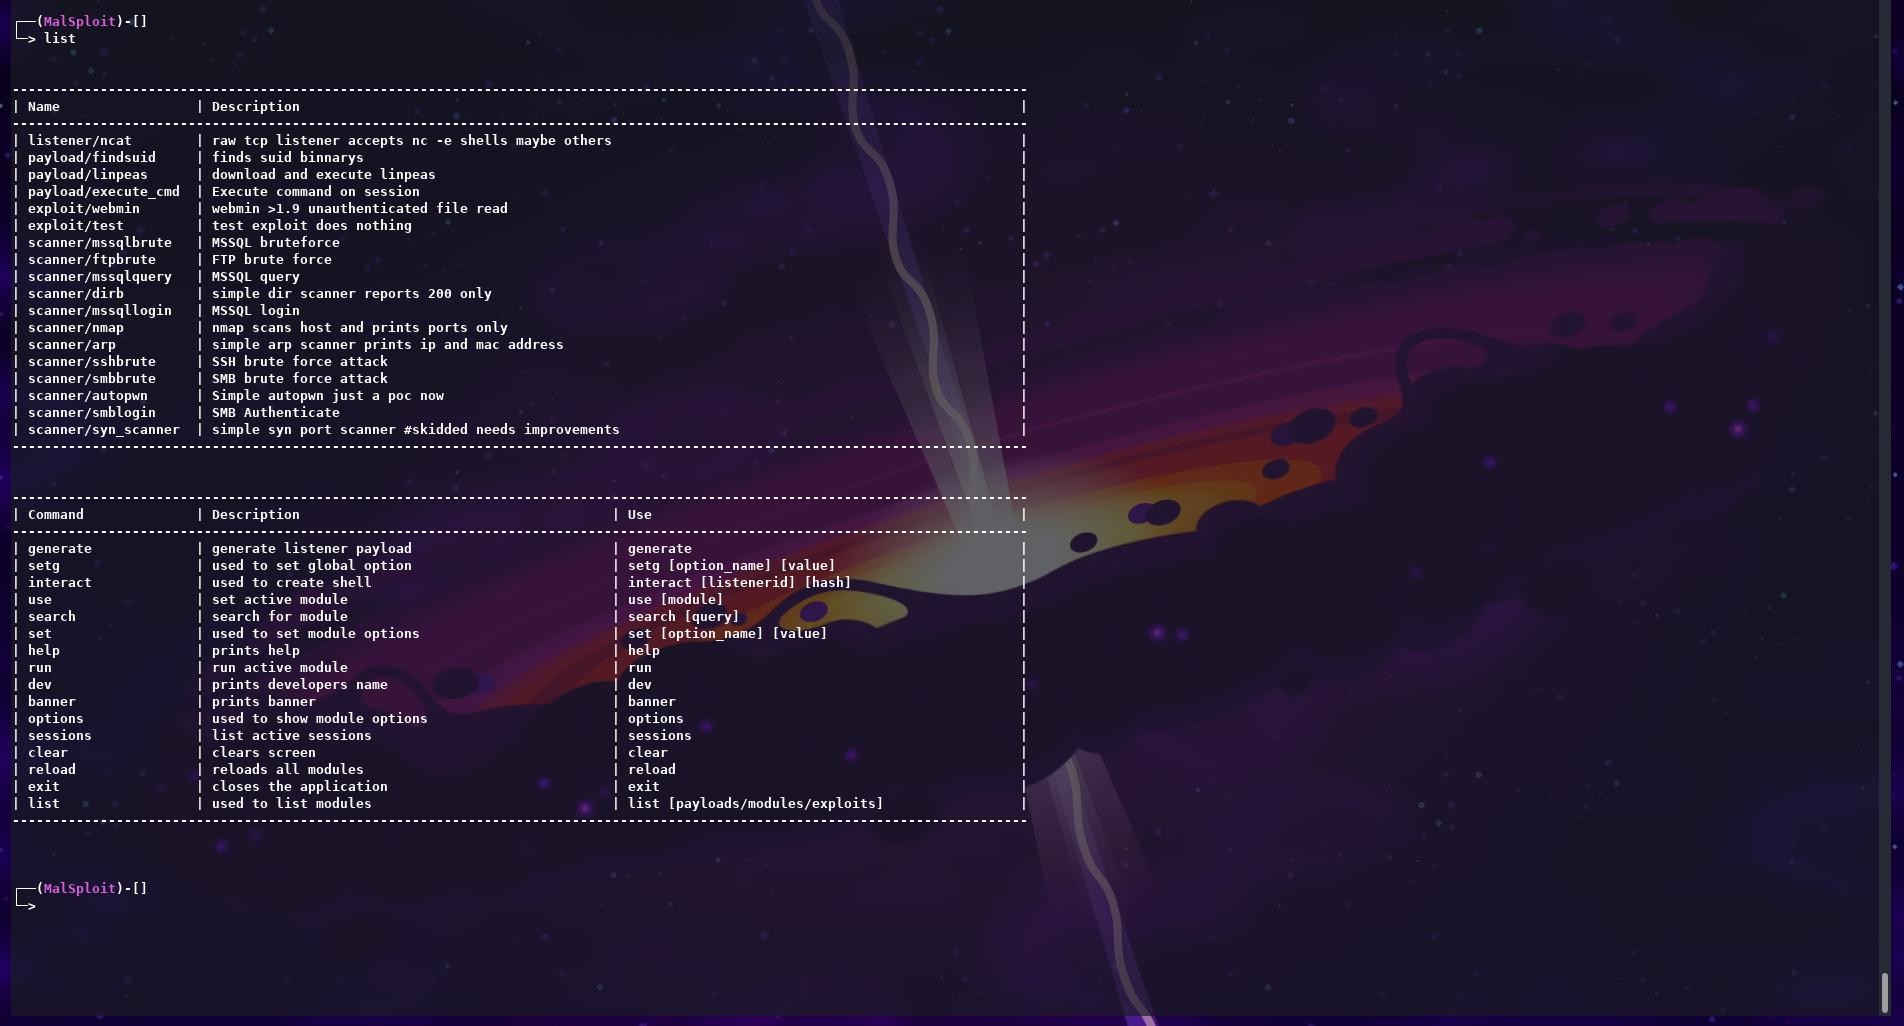 ┌──(MalSploit)-[]
└─> list
| Name | Description |
| listener/ncat | raw tcp listener accepts nc -e shells maybe others |
| payload/findsuid | finds suid binnarys |
| payload/linpeas | download and execute linpeas |
| payload/execute_cmd | Execute command on session |
| exploit/webmin | webmin >1.9 unauthenticated file read |
| exploit/test | test exploit does nothing |
| scanner/mssqlbrute | MSSQL bruteforce |
| scanner/ftpbrute | FTP brute force |
| scanner/mssqlquery | MSSQL query |
| scanner/dirb | simple dir scanner reports 200 only |
| scanner/mssqllogin | MSSQL login |
| scanner/nmap | nmap scans host and prints ports only |
| scanner/arp | simple arp scanner prints ip and mac address |
| scanner/sshbrute | SSH brute force attack |
| scanner/smbbrute | SMB brute force attack |
| scanner/autopwn | Simple autopwn just a poc now |
| scanner/smblogin | SMB Authenticate |
| scanner/syn_scanner | simple syn port scanner #skidded needs improvements |
| Command | Description | Use |
| generate | generate listener payload | generate |
| setg | used to set global option | setg [option_name] [value] |
| interact | used to create shell | interact [listenerid] [hash] |
| use | set active module | use [module] |
| search | search for module | search [query] |
| set | used to set module options | set [option_name] [value] |
| help | prints help | help |
| run | run active module | run |
| dev | prints developers name | dev |
| banner | prints banner | banner |
| options | used to show module options | options |
| sessions | list active sessions | sessions |
| clear | clears screen | clear |
| reload | reloads all modules | reload |
| exit | closes the application | exit |
| list | used to list modules | list [payloads/modules/exploits] |
┌──(MalSploit)-[]
└─>